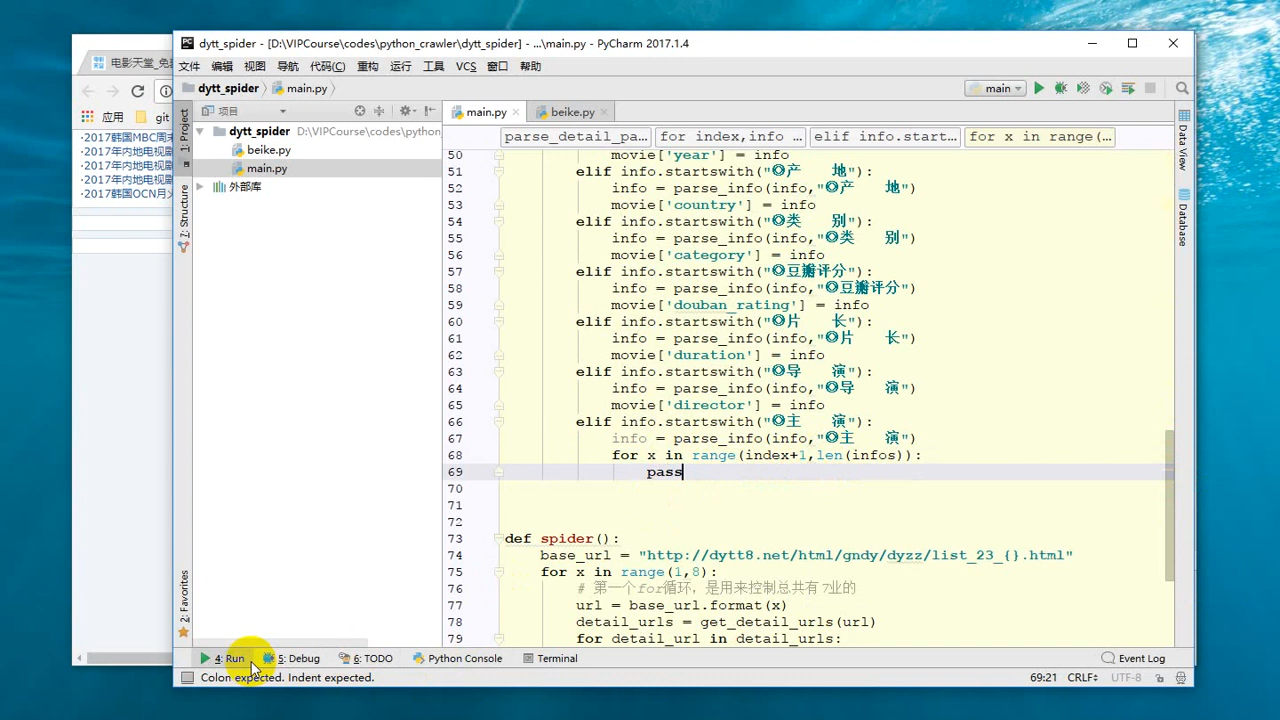 电影天堂_免
dytt_spider - [D:\VIPCourse\codes\python_crawler\dytt_spider] - ...\main.py - PyCharm 2017.1.4
文件 编辑 视图 导航 代码(C) 重构 运行 工具 VCS 窗口 帮助
dytt_spider main.py main
应用 git
·2017韩国MBC周末
·2017年内地电视剧
·2017年内地电视剧
·2017年内地电视剧
·2017韩国OCN月火
1: Project
7: Structure
2: Favorites
项目
dytt_spider D:\VIPCourse\codes\python_
beike.py
main.py
外部库
main.py beike.py
parse_detail_pa... for index,info ... elif info.start... for x in range(...
50 movie['year'] = info
51 elif info.startswith("◎产　　地"):
52 info = parse_info(info,"◎产　　地")
53 movie['country'] = info
54 elif info.startswith("◎类　　别"):
55 info = parse_info(info,"◎类　　别")
56 movie['category'] = info
57 elif info.startswith("◎豆瓣评分"):
58 info = parse_info(info,"◎豆瓣评分")
59 movie['douban_rating'] = info
60 elif info.startswith("◎片　　长"):
61 info = parse_info(info,"◎片　　长")
62 movie['duration'] = info
63 elif info.startswith("◎导　　演"):
64 info = parse_info(info,"◎导　　演")
65 movie['director'] = info
66 elif info.startswith("◎主　　演"):
67 info = parse_info(info,"◎主　　演")
68 for x in range(index+1,len(infos)):
69 pass
70
71
72
73 def spider():
74 base_url = "http://dytt8.net/html/gndy/dyzz/list_23_{}.html"
75 for x in range(1,8):
76 # 第一个for循环，是用来控制总共有7业的
77 url = base_url.format(x)
78 detail_urls = get_detail_urls(url)
79 for detail_url in detail_urls:
Data View
Database
4: Run 5: Debug 6: TODO Python Console Terminal Event Log
Colon expected. Indent expected. 69:21 CRLF UTF-8